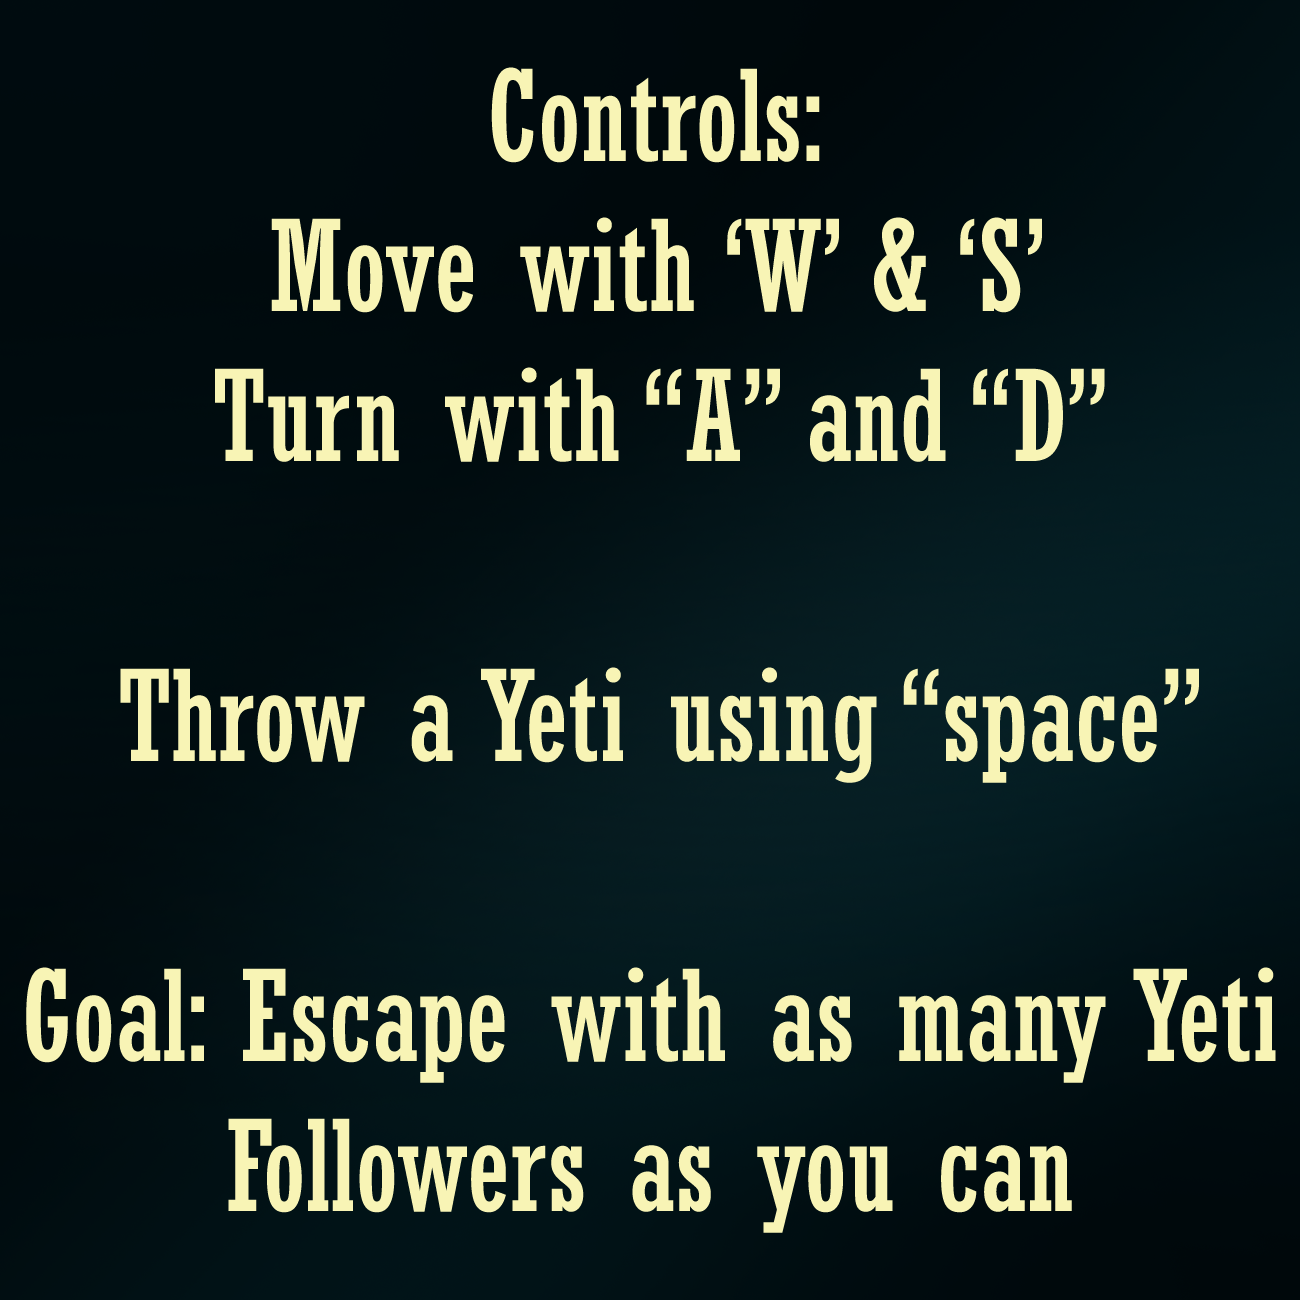 Controls:
Move with ‘W’ & ‘S’
Turn with “A” and “D”
Throw a Yeti using “space”
Goal: Escape with as many Yeti
Followers as you can